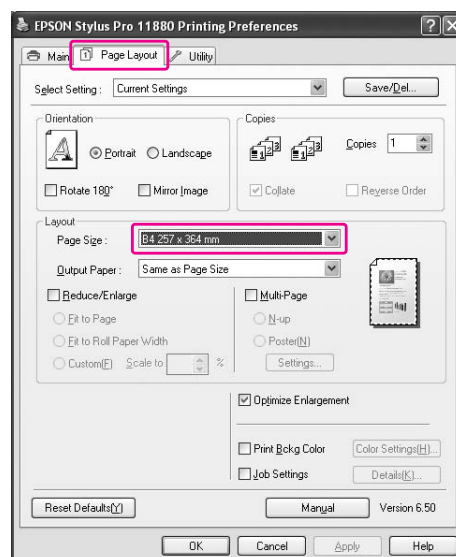 EPSON Stylus Pro 11880 Printing Preferences
Main Page Layout Utility
Select Setting : Current Settings Save/Del...
Orientation
Portrait Landscape
Rotate 180° Mirror Image
Copies
Copies 1
Collate Reverse Order
Layout
Page Size : B4 257 x 364 mm
Output Paper : Same as Page Size
Reduce/Enlarge
Fit to Page
Fit to Roll Paper Width
Custom(F) Scale to %
Multi-Page
N-up
Poster(N)
Settings...
Optimize Enlargement
Print Bckg Color Color Settings(H)...
Job Settings Details(K)...
Reset Defaults(Y) Manual Version 6.50
OK Cancel Apply Help